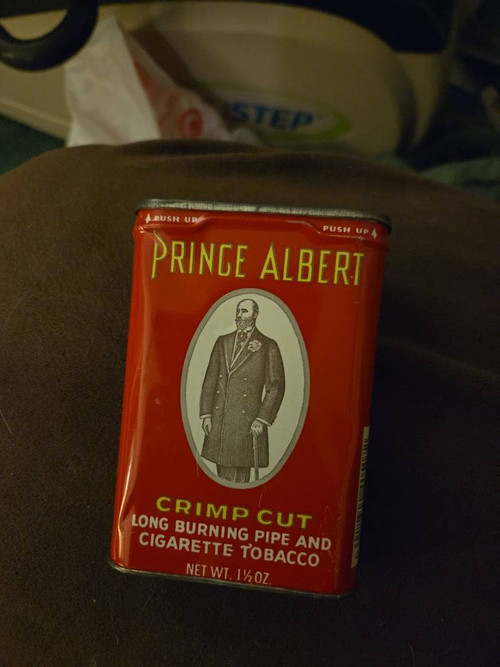 STEP
PUSH UP PUSH UP
PRINCE ALBERT
CRIMP CUT
LONG BURNING PIPE AND
CIGARETTE TOBACCO
NET WT. 1½ OZ.